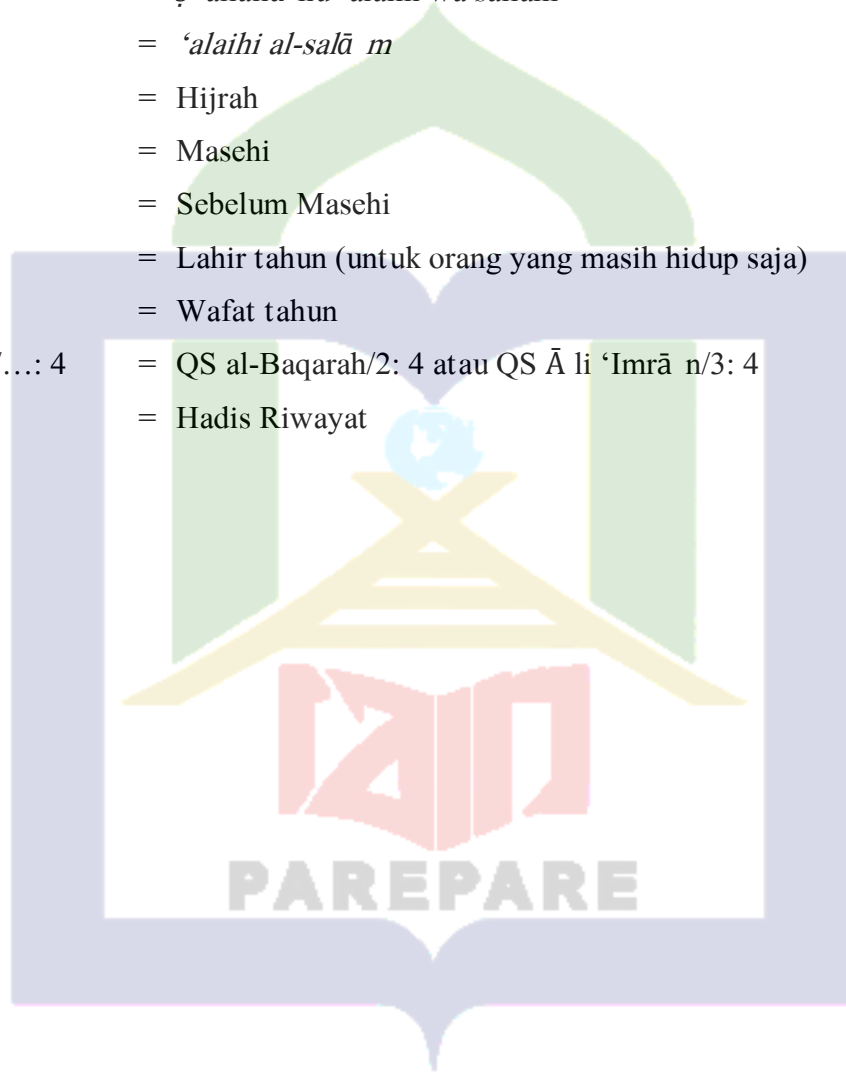 = ‘alaihi al-salā m
= Hijrah
= Masehi
= Sebelum Masehi
= Lahir tahun (untuk orang yang masih hidup saja)
= Wafat tahun
…: 4 = QS al-Baqarah/2: 4 atau QS Ā li ‘Imrā n/3: 4
= Hadis Riwayat
iain
PAREPARE